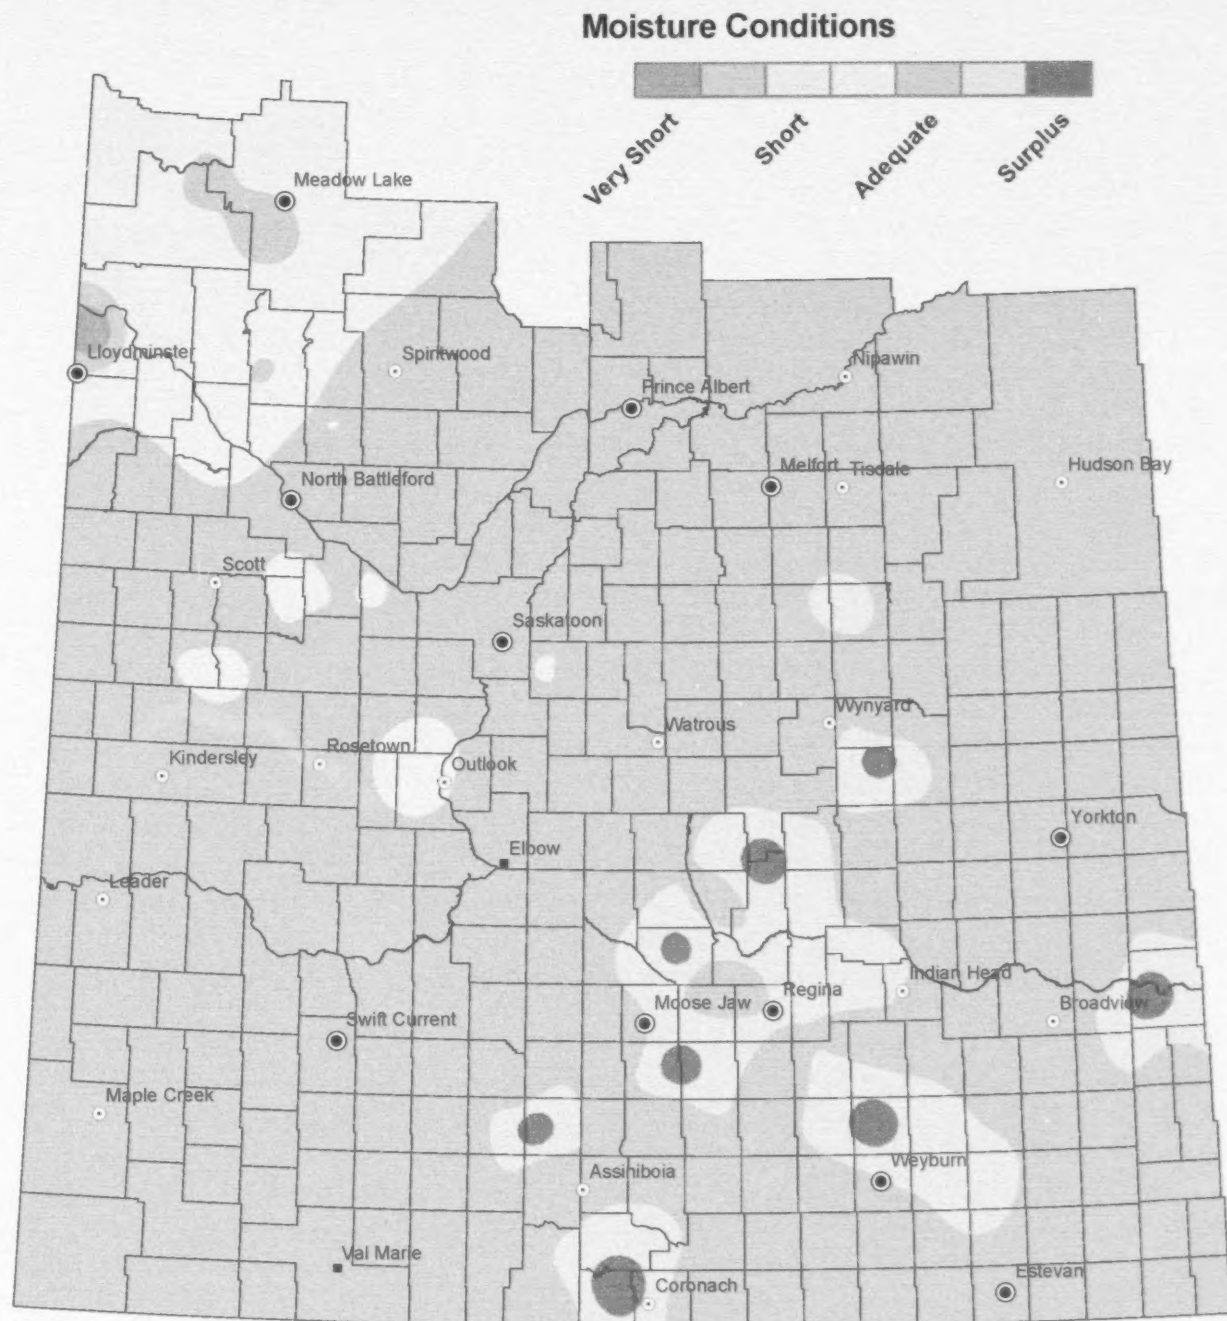 Moisture Conditions
Very Short
Short
Adequate
Surplus
Meadow Lake
Lloydminster
Spiritwood
Nipawin
Prince Albert
North Battleford
Melfort
Tisdale
Hudson Bay
Scott
Saskatoon
Wynyard
Watrous
Kindersley
Rosetown
Outlook
Yorkton
Elbow
Leader
Indian Head
Moose Jaw
Regina
Broadview
Swift Current
Maple Creek
Weyburn
Assiniboia
Val Marie
Coronach
Estevan